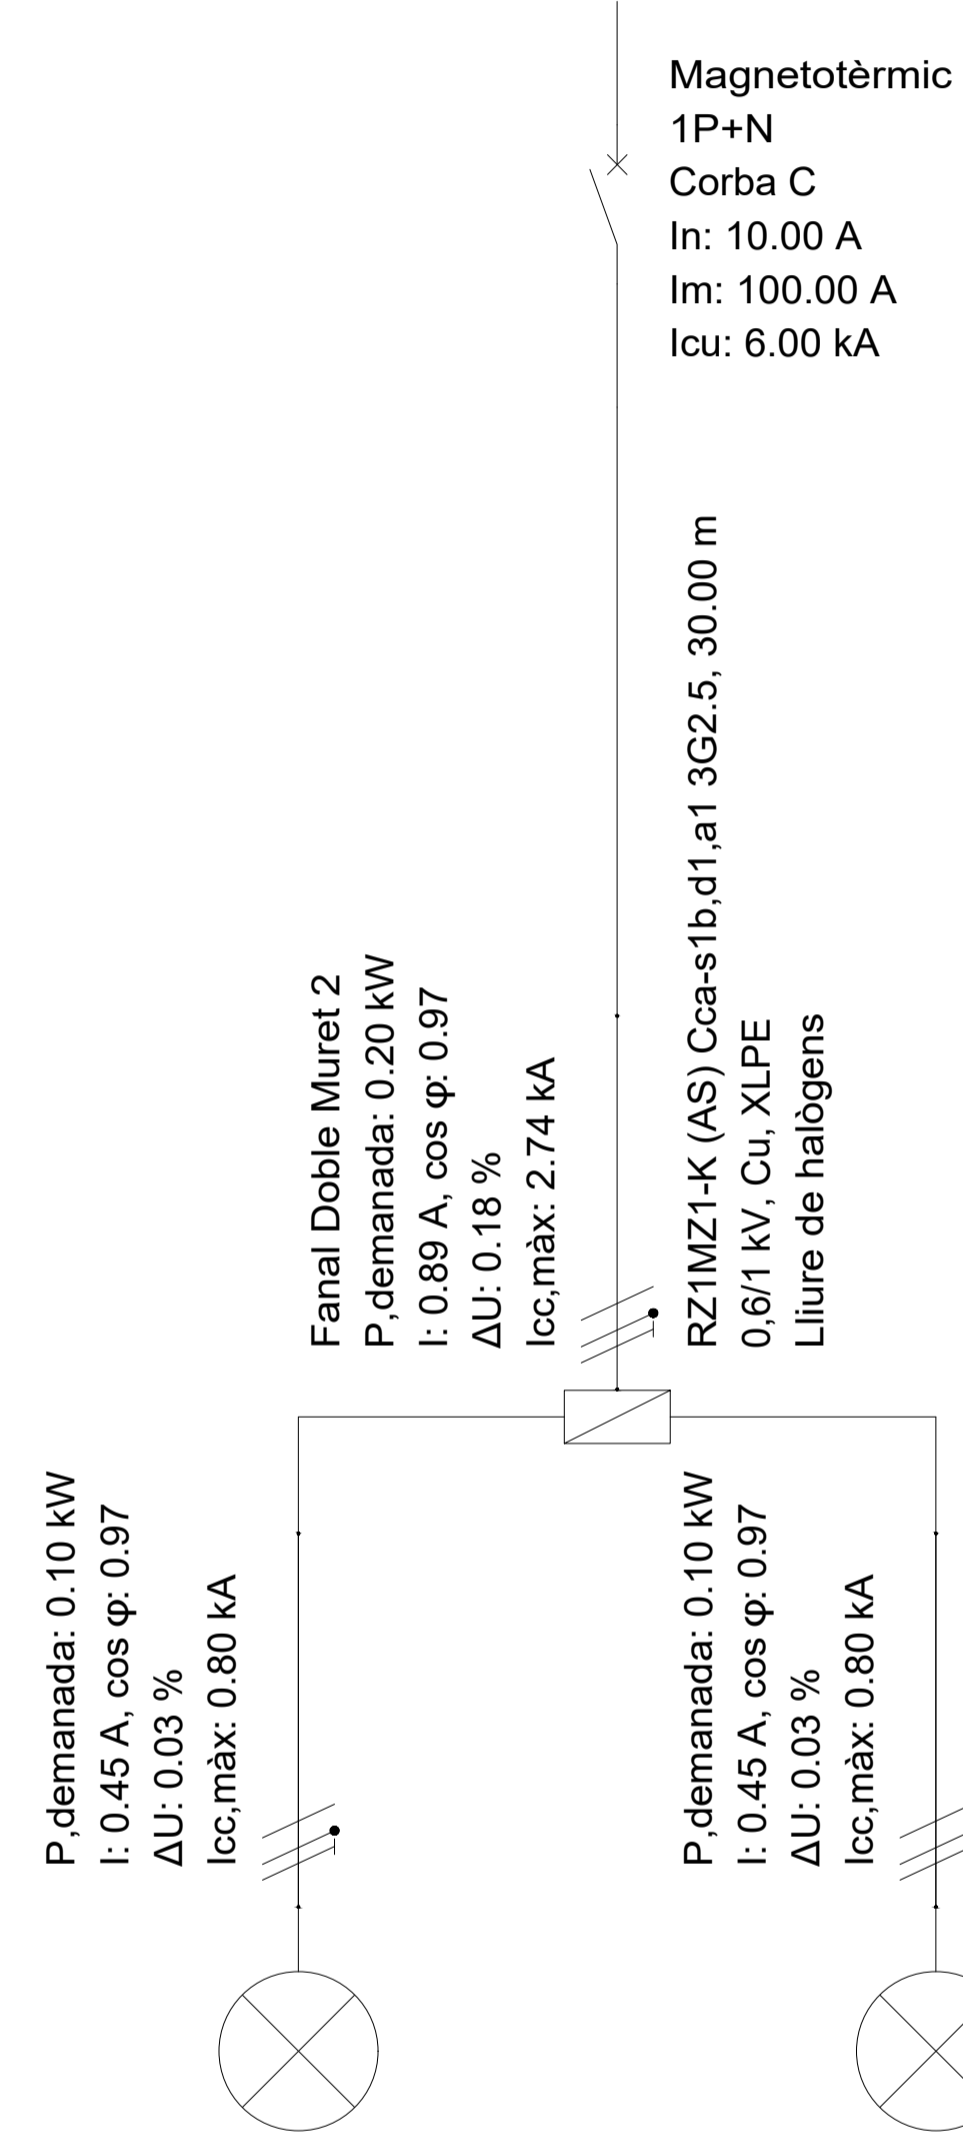 Magnetotèrmic
1P+N
Corba C
In: 10.00 A
Im: 100.00 A
Icu: 6.00 kA
Fanal Doble Muret 2
P,demanada: 0.20 kW
I: 0.89 A, cos φ: 0.97
ΔU: 0.18 %
Icc,màx: 2.74 kA
RZ1MZ1-K (AS) Cca-s1b,d1,a1 3G2.5, 30.00 m
0,6/1 kV, Cu, XLPE
Lliure de halògens
P,demanada: 0.10 kW
I: 0.45 A, cos φ: 0.97
ΔU: 0.03 %
Icc,màx: 0.80 kA
P,demanada: 0.10 kW
I: 0.45 A, cos φ: 0.97
ΔU: 0.03 %
Icc,màx: 0.80 kA